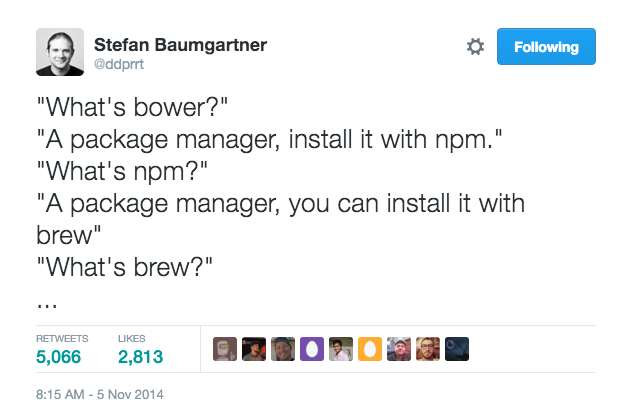 Stefan Baumgartner
@ddprrt
Following
"What's bower?"
"A package manager, install it with npm."
"What's npm?"
"A package manager, you can install it with
brew"
"What's brew?"
...
RETWEETS LIKES
5,066 2,813
8:15 AM - 5 Nov 2014